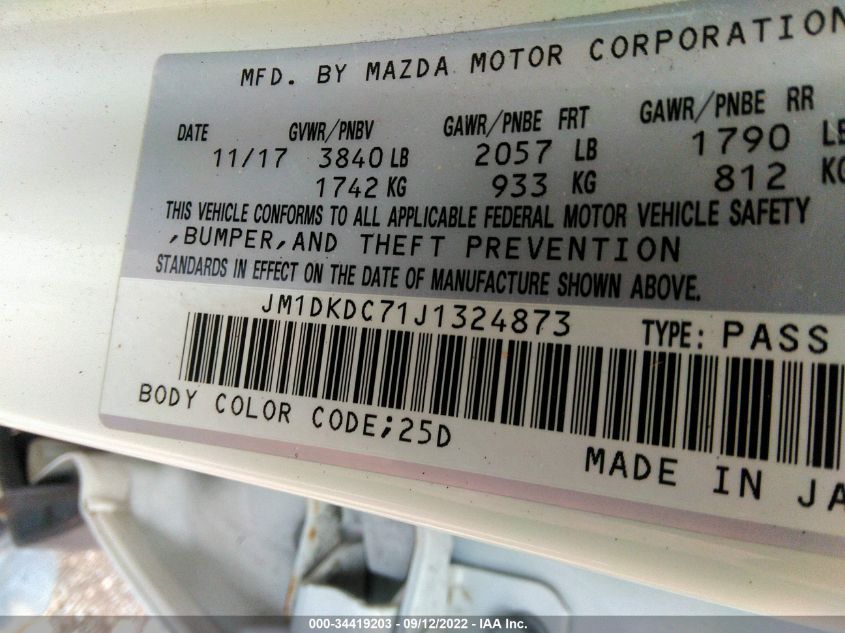 MFD. BY MAZDA MOTOR CORPORATION
DATE GVWR/PNBV GAWR/PNBE FRT GAWR/PNBE RR
11/17 3840 LB 2057 LB 1790 LB
1742 KG 933 KG 812 KG
THIS VEHICLE CONFORMS TO ALL APPLICABLE FEDERAL MOTOR VEHICLE SAFETY
,BUMPER,AND THEFT PREVENTION
STANDARDS IN EFFECT ON THE DATE OF MANUFACTURE SHOWN ABOVE.
JM1DKDC71J1324873 TYPE: PASS
BODY COLOR CODE;25D
MADE IN JA
000-34419203 - 09/12/2022 - IAA Inc.